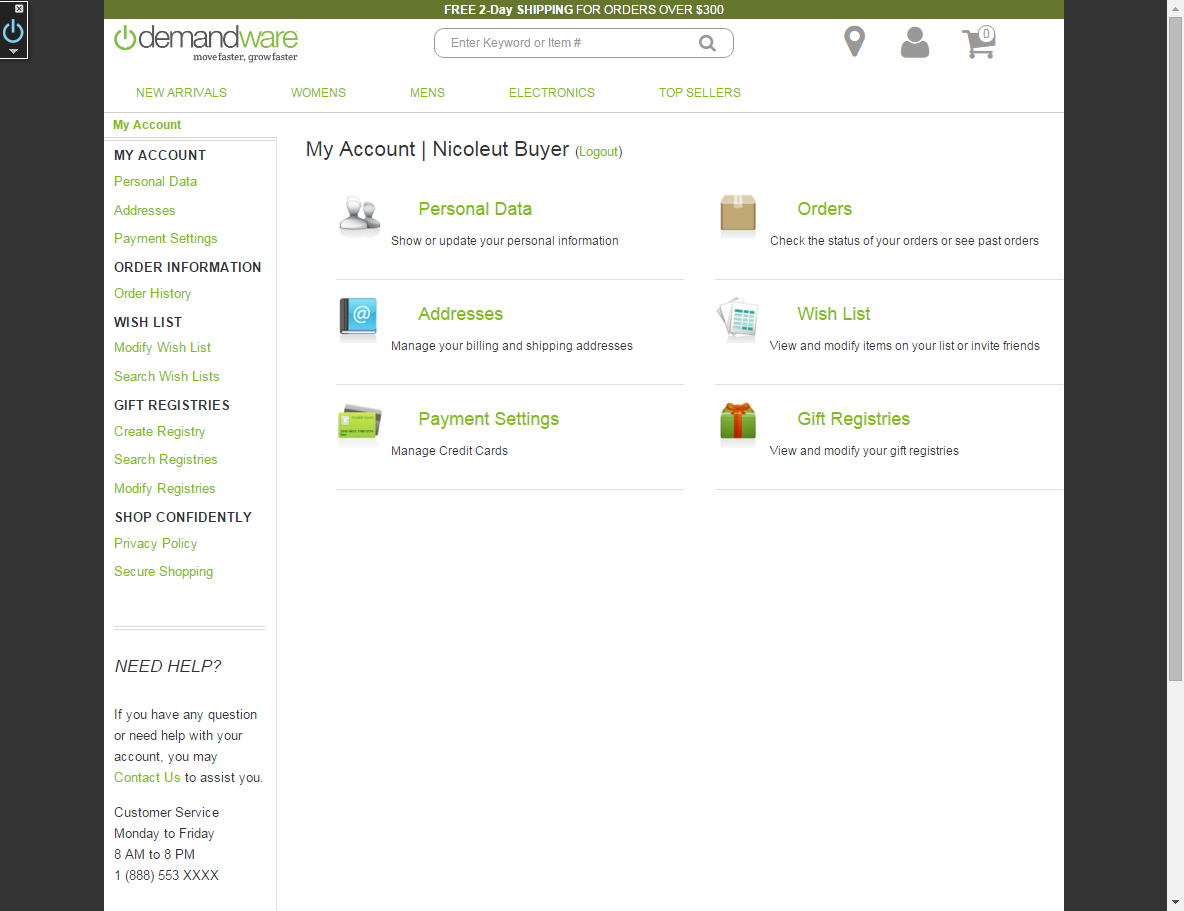 FREE 2-Day SHIPPING FOR ORDERS OVER $300
demandware
move faster, grow faster
Enter Keyword or Item #
0
NEW ARRIVALS
WOMENS
MENS
ELECTRONICS
TOP SELLERS
My Account
MY ACCOUNT
Personal Data
Addresses
Payment Settings
ORDER INFORMATION
Order History
WISH LIST
Modify Wish List
Search Wish Lists
GIFT REGISTRIES
Create Registry
Search Registries
Modify Registries
SHOP CONFIDENTLY
Privacy Policy
Secure Shopping
NEED HELP?
If you have any question
or need help with your
account, you may
Contact Us to assist you.
Customer Service
Monday to Friday
8 AM to 8 PM
1 (888) 553 XXXX
My Account | Nicoleut Buyer (Logout)
Personal Data
Show or update your personal information
Orders
Check the status of your orders or see past orders
@
Addresses
Manage your billing and shipping addresses
Wish List
View and modify items on your list or invite friends
Payment Settings
Manage Credit Cards
Gift Registries
View and modify your gift registries